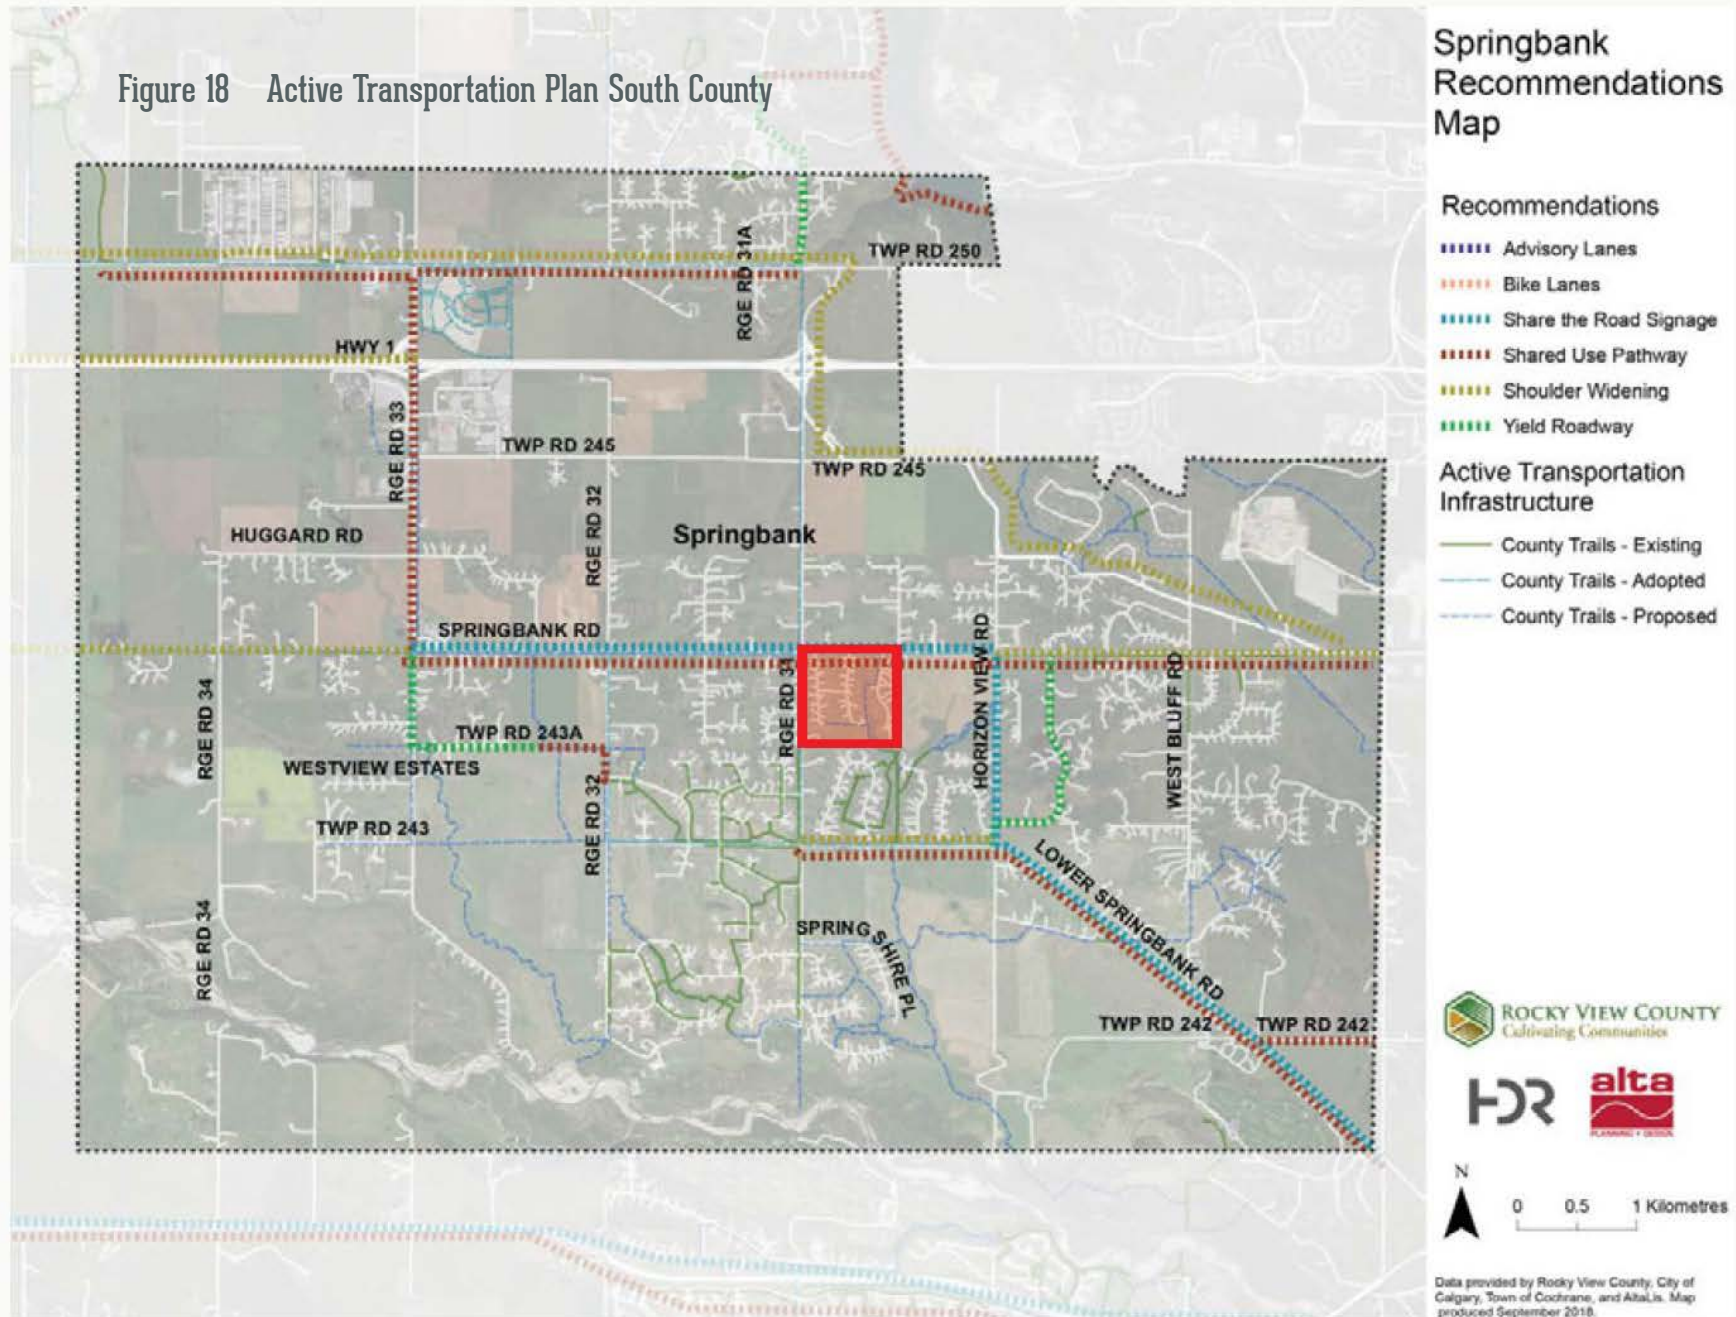 Figure 18 Active Transportation Plan South County
Springbank
Recommendations
Map
Recommendations
Advisory Lanes
Bike Lanes
Share the Road Signage
Shared Use Pathway
Shoulder Widening
Yield Roadway
Active Transportation
Infrastructure
County Trails - Existing
County Trails - Adopted
County Trails - Proposed
TWP RD 250
RGE RD 31A
HWY 1
RGE RD 33
TWP RD 245
TWP RD 245
RGE RD 32
HUGGARD RD
Springbank
SPRINGBANK RD
HORIZON VIEW RD
RGE RD 34
RGE RD 31
WEST BLUFF RD
TWP RD 243A
WESTVIEW ESTATES
RGE RD 32
TWP RD 243
LOWER SPRINGBANK RD
RGE RD 34
SPRING SHIRE PL
TWP RD 242
TWP RD 242
ROCKY VIEW COUNTY
Cultivating Communities
HDR
alta
PLANNING + DESIGN
N
0 0.5 1 Kilometres
Data provided by Rocky View County, City of
Calgary, Town of Cochrane, and AltaLis. Map
produced September 2018.